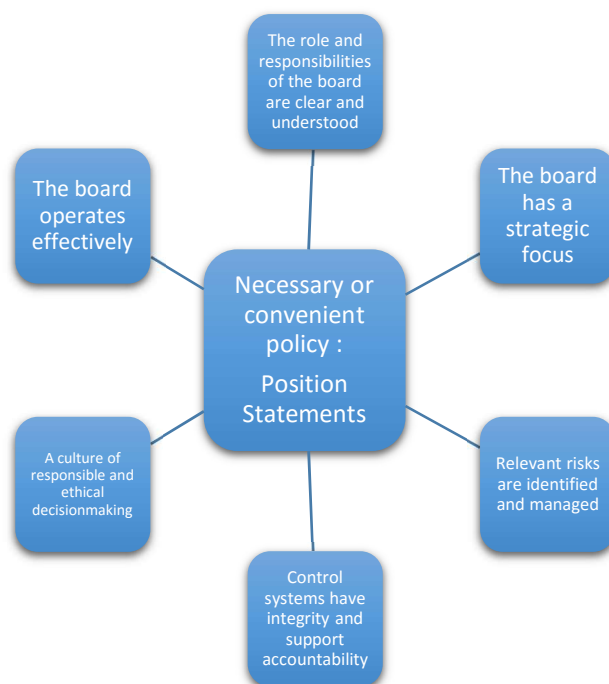 The role and
responsibilities
of the board
are clear and
understood
The board
operates
effectively
The board
has a
strategic
focus
Necessary or
convenient
policy :
Position
Statements
A culture of
responsible and
ethical
decisionmaking
Relevant risks
are identified
and managed
Control
systems have
integrity and
support
accountability